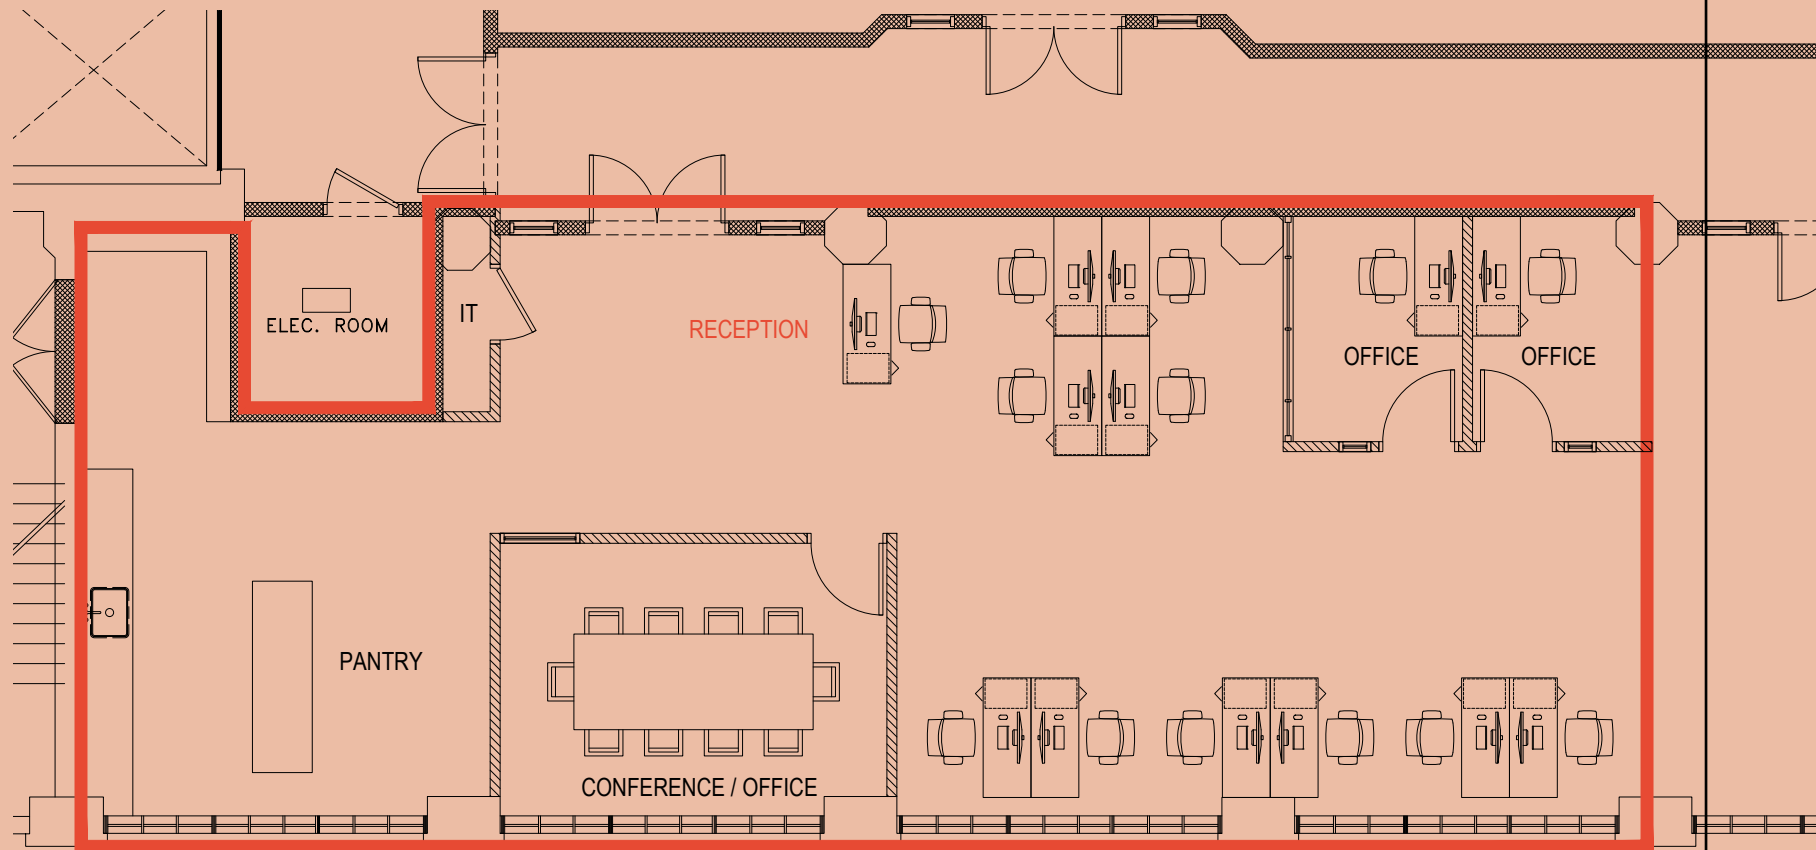 IT
ELEC. ROOM
RECEPTION
OFFICE
OFFICE
PANTRY
CONFERENCE / OFFICE